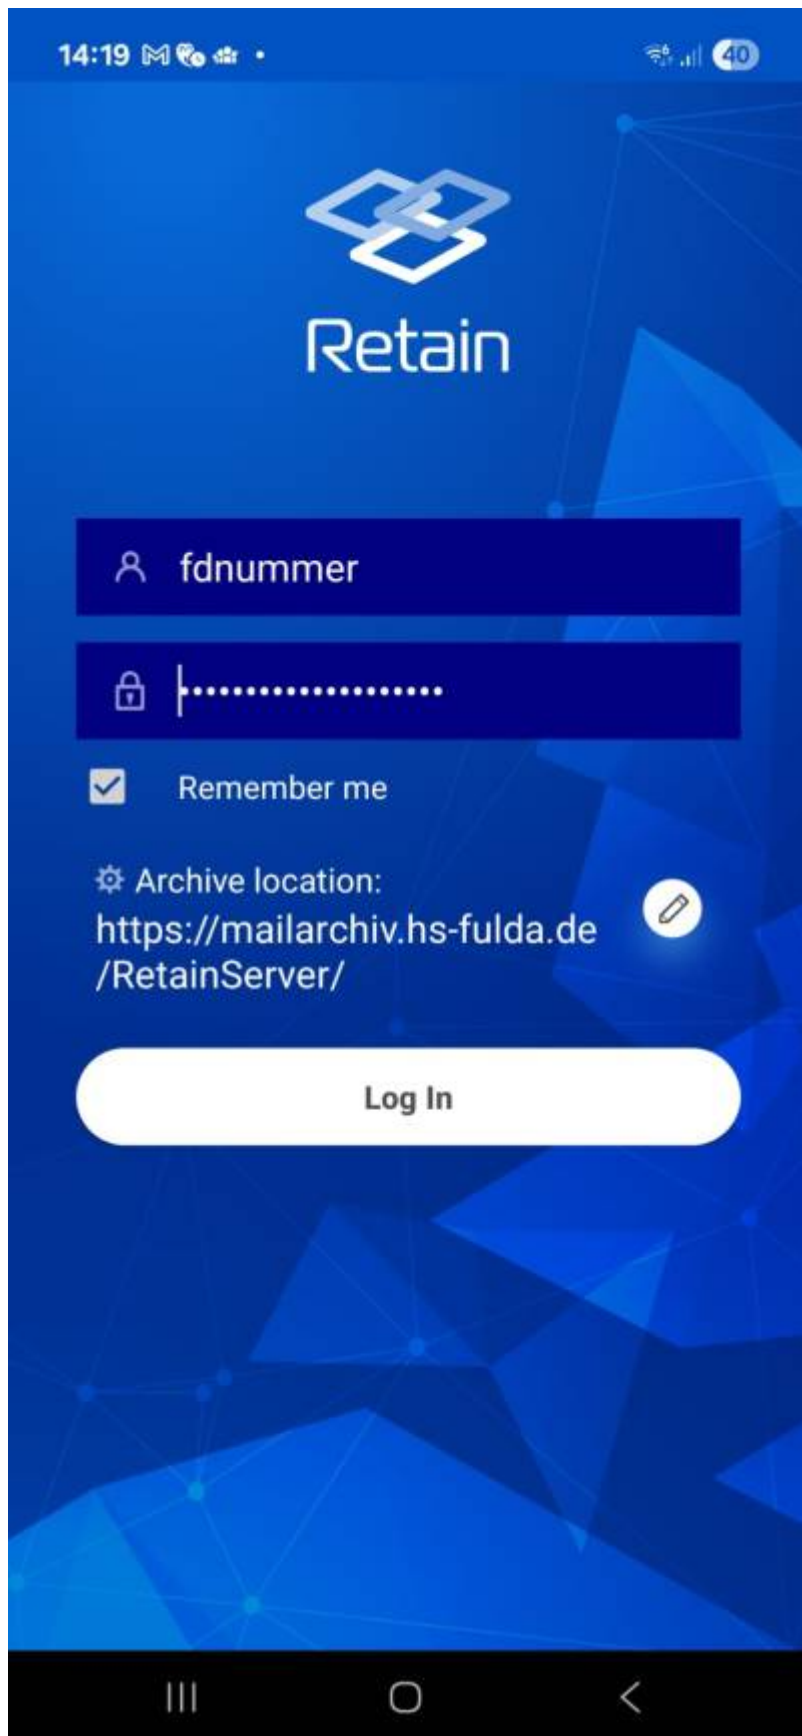 14:19
40
Retain
fdnummer
••••••••••••••••••••
Remember me
Archive location:
https://mailarchiv.hs-fulda.de
/RetainServer/
Log In